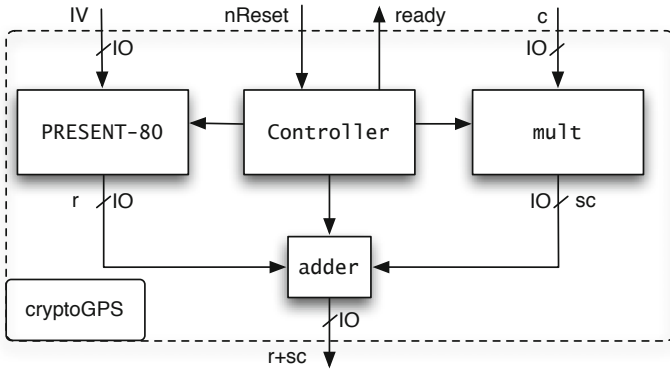 IV
nReset
ready
c
IO
IO
PRESENT-80
Controller
mult
r
IO
IO
sc
adder
cryptoGPS
IO
r+sc